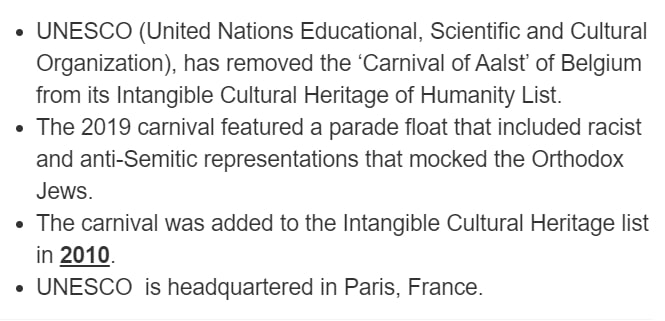 • UNESCO (United Nations Educational, Scientific and Cultural
Organization), has removed the ‘Carnival of Aalst’ of Belgium
from its Intangible Cultural Heritage of Humanity List.
• The 2019 carnival featured a parade float that included racist
and anti-Semitic representations that mocked the Orthodox
Jews.
• The carnival was added to the Intangible Cultural Heritage list
in 2010.
• UNESCO  is headquartered in Paris, France.